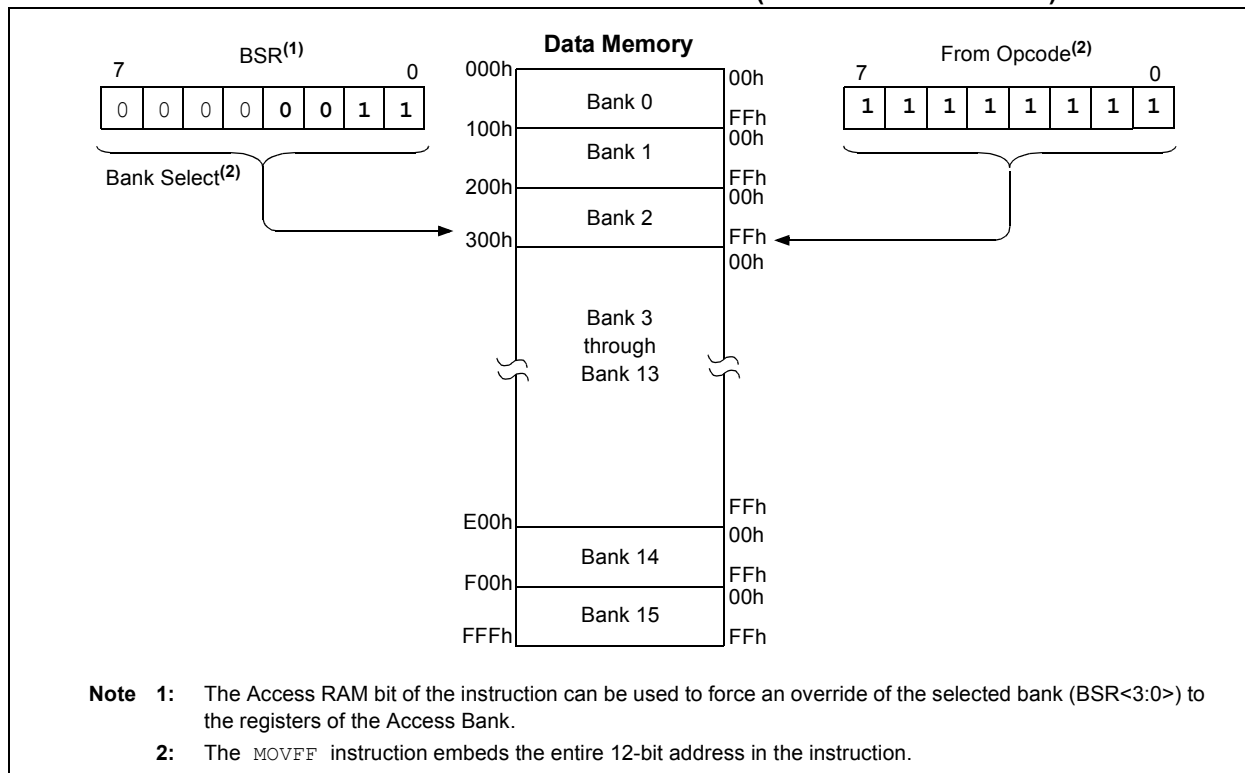 BSR(1)
7 0
0 0 0 0 0 0 1 1
Bank Select(2)
Data Memory
000h
00h
Bank 0
FFh
100h
00h
Bank 1
FFh
200h
00h
Bank 2
FFh
300h
00h
Bank 3
through
Bank 13
FFh
E00h
00h
Bank 14
FFh
F00h
00h
Bank 15
FFFh
FFh
From Opcode(2)
7 0
1 1 1 1 1 1 1 1
Note 1: The Access RAM bit of the instruction can be used to force an override of the selected bank (BSR<3:0>) to
the registers of the Access Bank.
2: The MOVFF instruction embeds the entire 12-bit address in the instruction.